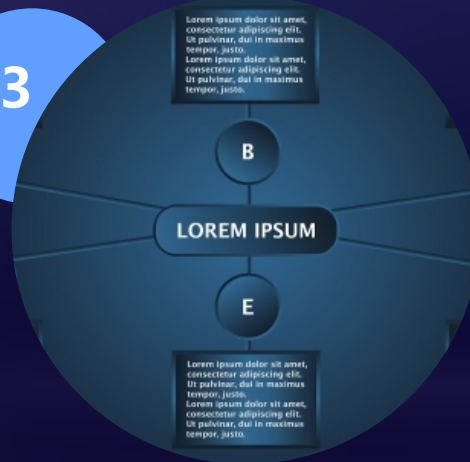 3
Lorem ipsum dolor sit amet,
consectetur adipiscing elit.
Ut pulvinar, dui in maximus
tempor, justo.
Lorem ipsum dolor sit amet,
consectetur adipiscing elit.
Ut pulvinar, dui in maximus
tempor, justo.
B
LOREM IPSUM
E
Lorem ipsum dolor sit amet,
consectetur adipiscing elit.
Ut pulvinar, dui in maximus
tempor, justo.
Lorem ipsum dolor sit amet,
consectetur adipiscing elit.
Ut pulvinar, dui in maximus
tempor, justo.